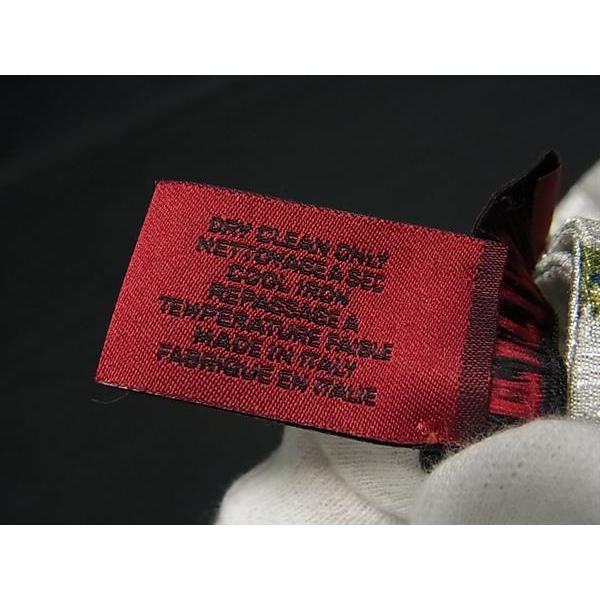 DRY CLEAN ONLY
NETTOYAGE A SEC
COOL IRON
REPASSAGE A
TEMPERATURE FAIBLE
MADE IN ITALY
FABRIQUE EN ITALIE